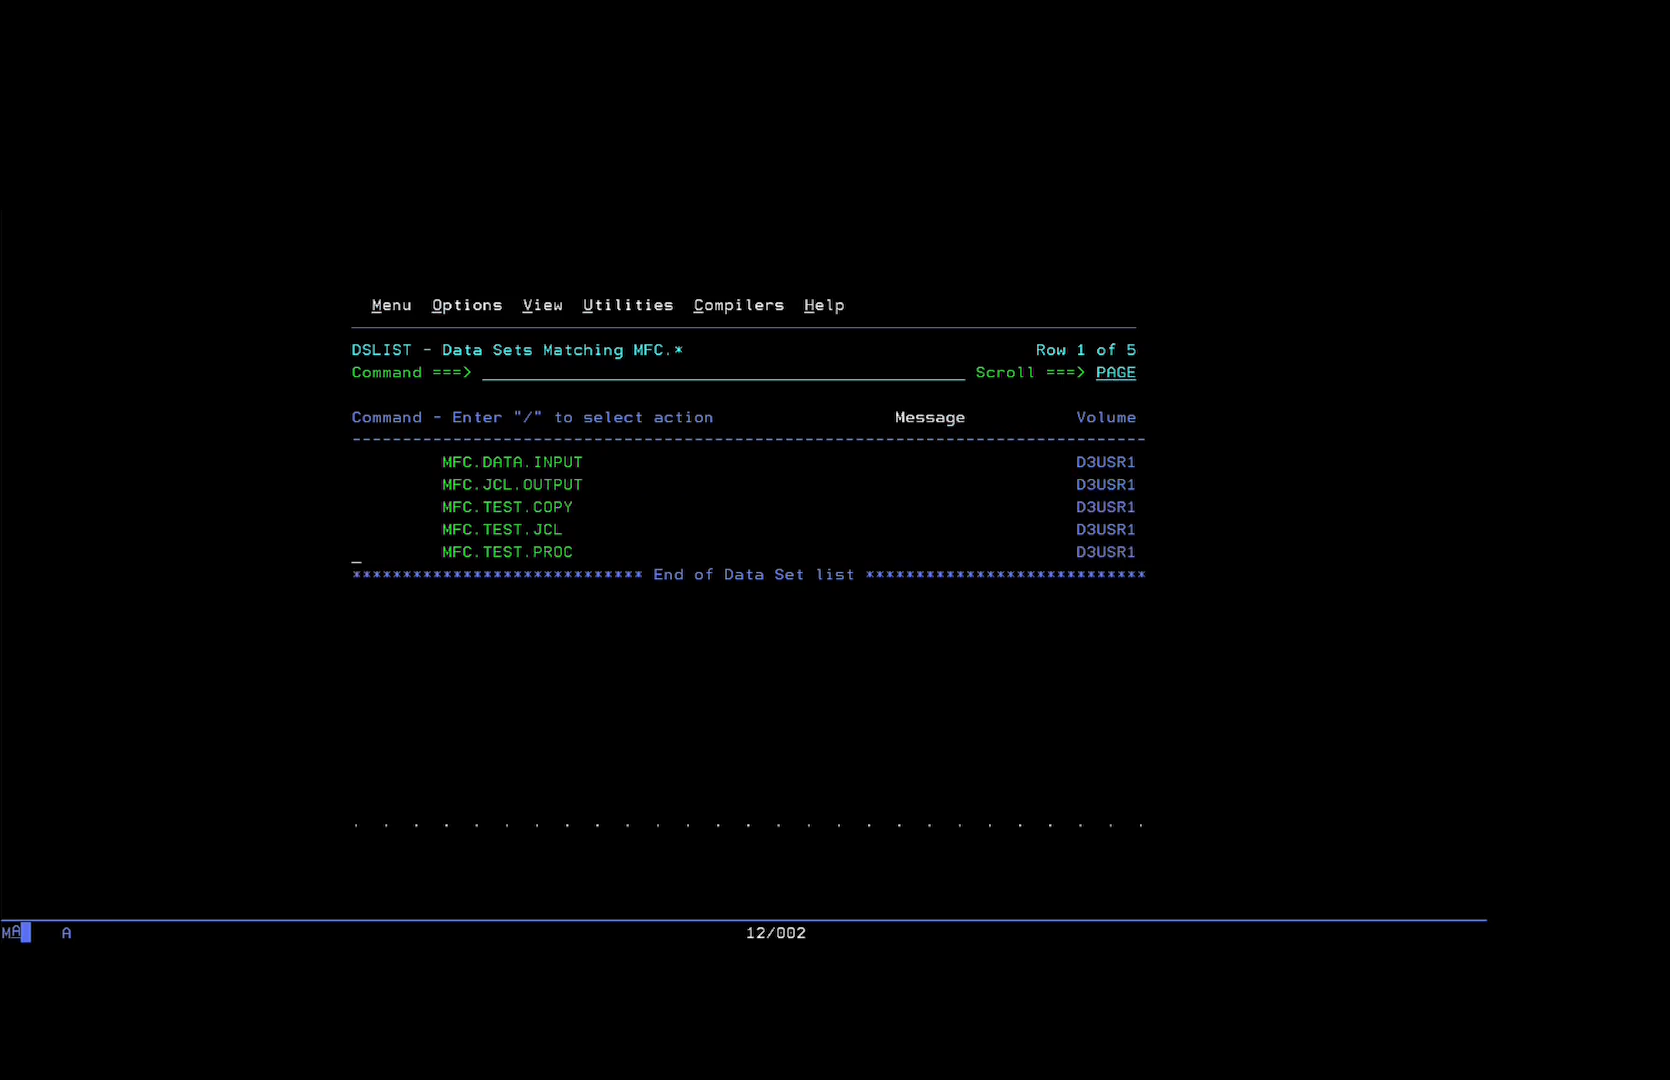 Menu Options View Utilities Compilers Help
DSLIST - Data Sets Matching MFC.* Row 1 of 5
Command ===> Scroll ===> PAGE
Command - Enter "/" to select action Message Volume
-------------------------------------------------------------------------------
MFC.DATA.INPUT D3USR1
MFC.JCL.OUTPUT D3USR1
MFC.TEST.COPY D3USR1
MFC.TEST.JCL D3USR1
MFC.TEST.PROC D3USR1
***************************** End of Data Set list ****************************
. . . . . . . . . . . . . . . . . . . . . . . . . . .
MA A 12/002